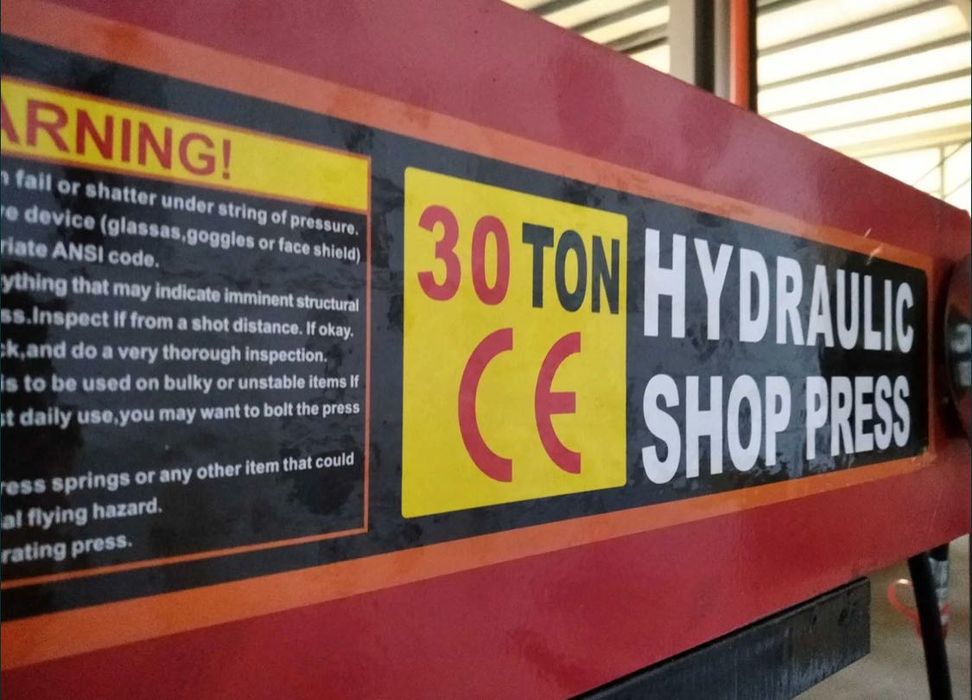 ARNING!
fail or shatter under string of pressure.
device (glassas,goggles or face shield)
ANSI code.
ything that may indicate imminent structural
ss.Inspect If from a shot distance. If okay.
ck,and do a very thorough inspection.
is to be used on bulky or unstable items If
st daily use,you may want to bolt the press
ress springs or any other item that could
al flying hazard.
rating press.
30 TON
CE
HYDRAULIC
SHOP PRESS